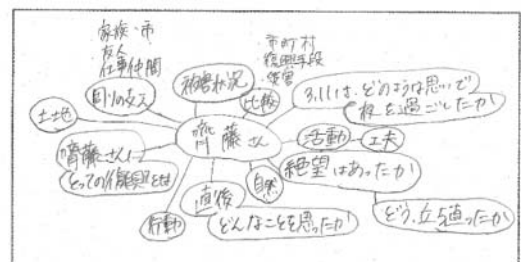 家族・市
友人
仕事仲間
周りの支え
土地
被害状況
比較
・市町村
・復興手段
3.11は、どのような思いで
夜を過ごしたか
齊藤さん
活動
工夫
齊藤さんに
とっての復興とは
絶望はあったか
どう、立ち直ったか
自然
直後
どんなことを思ったか
行動